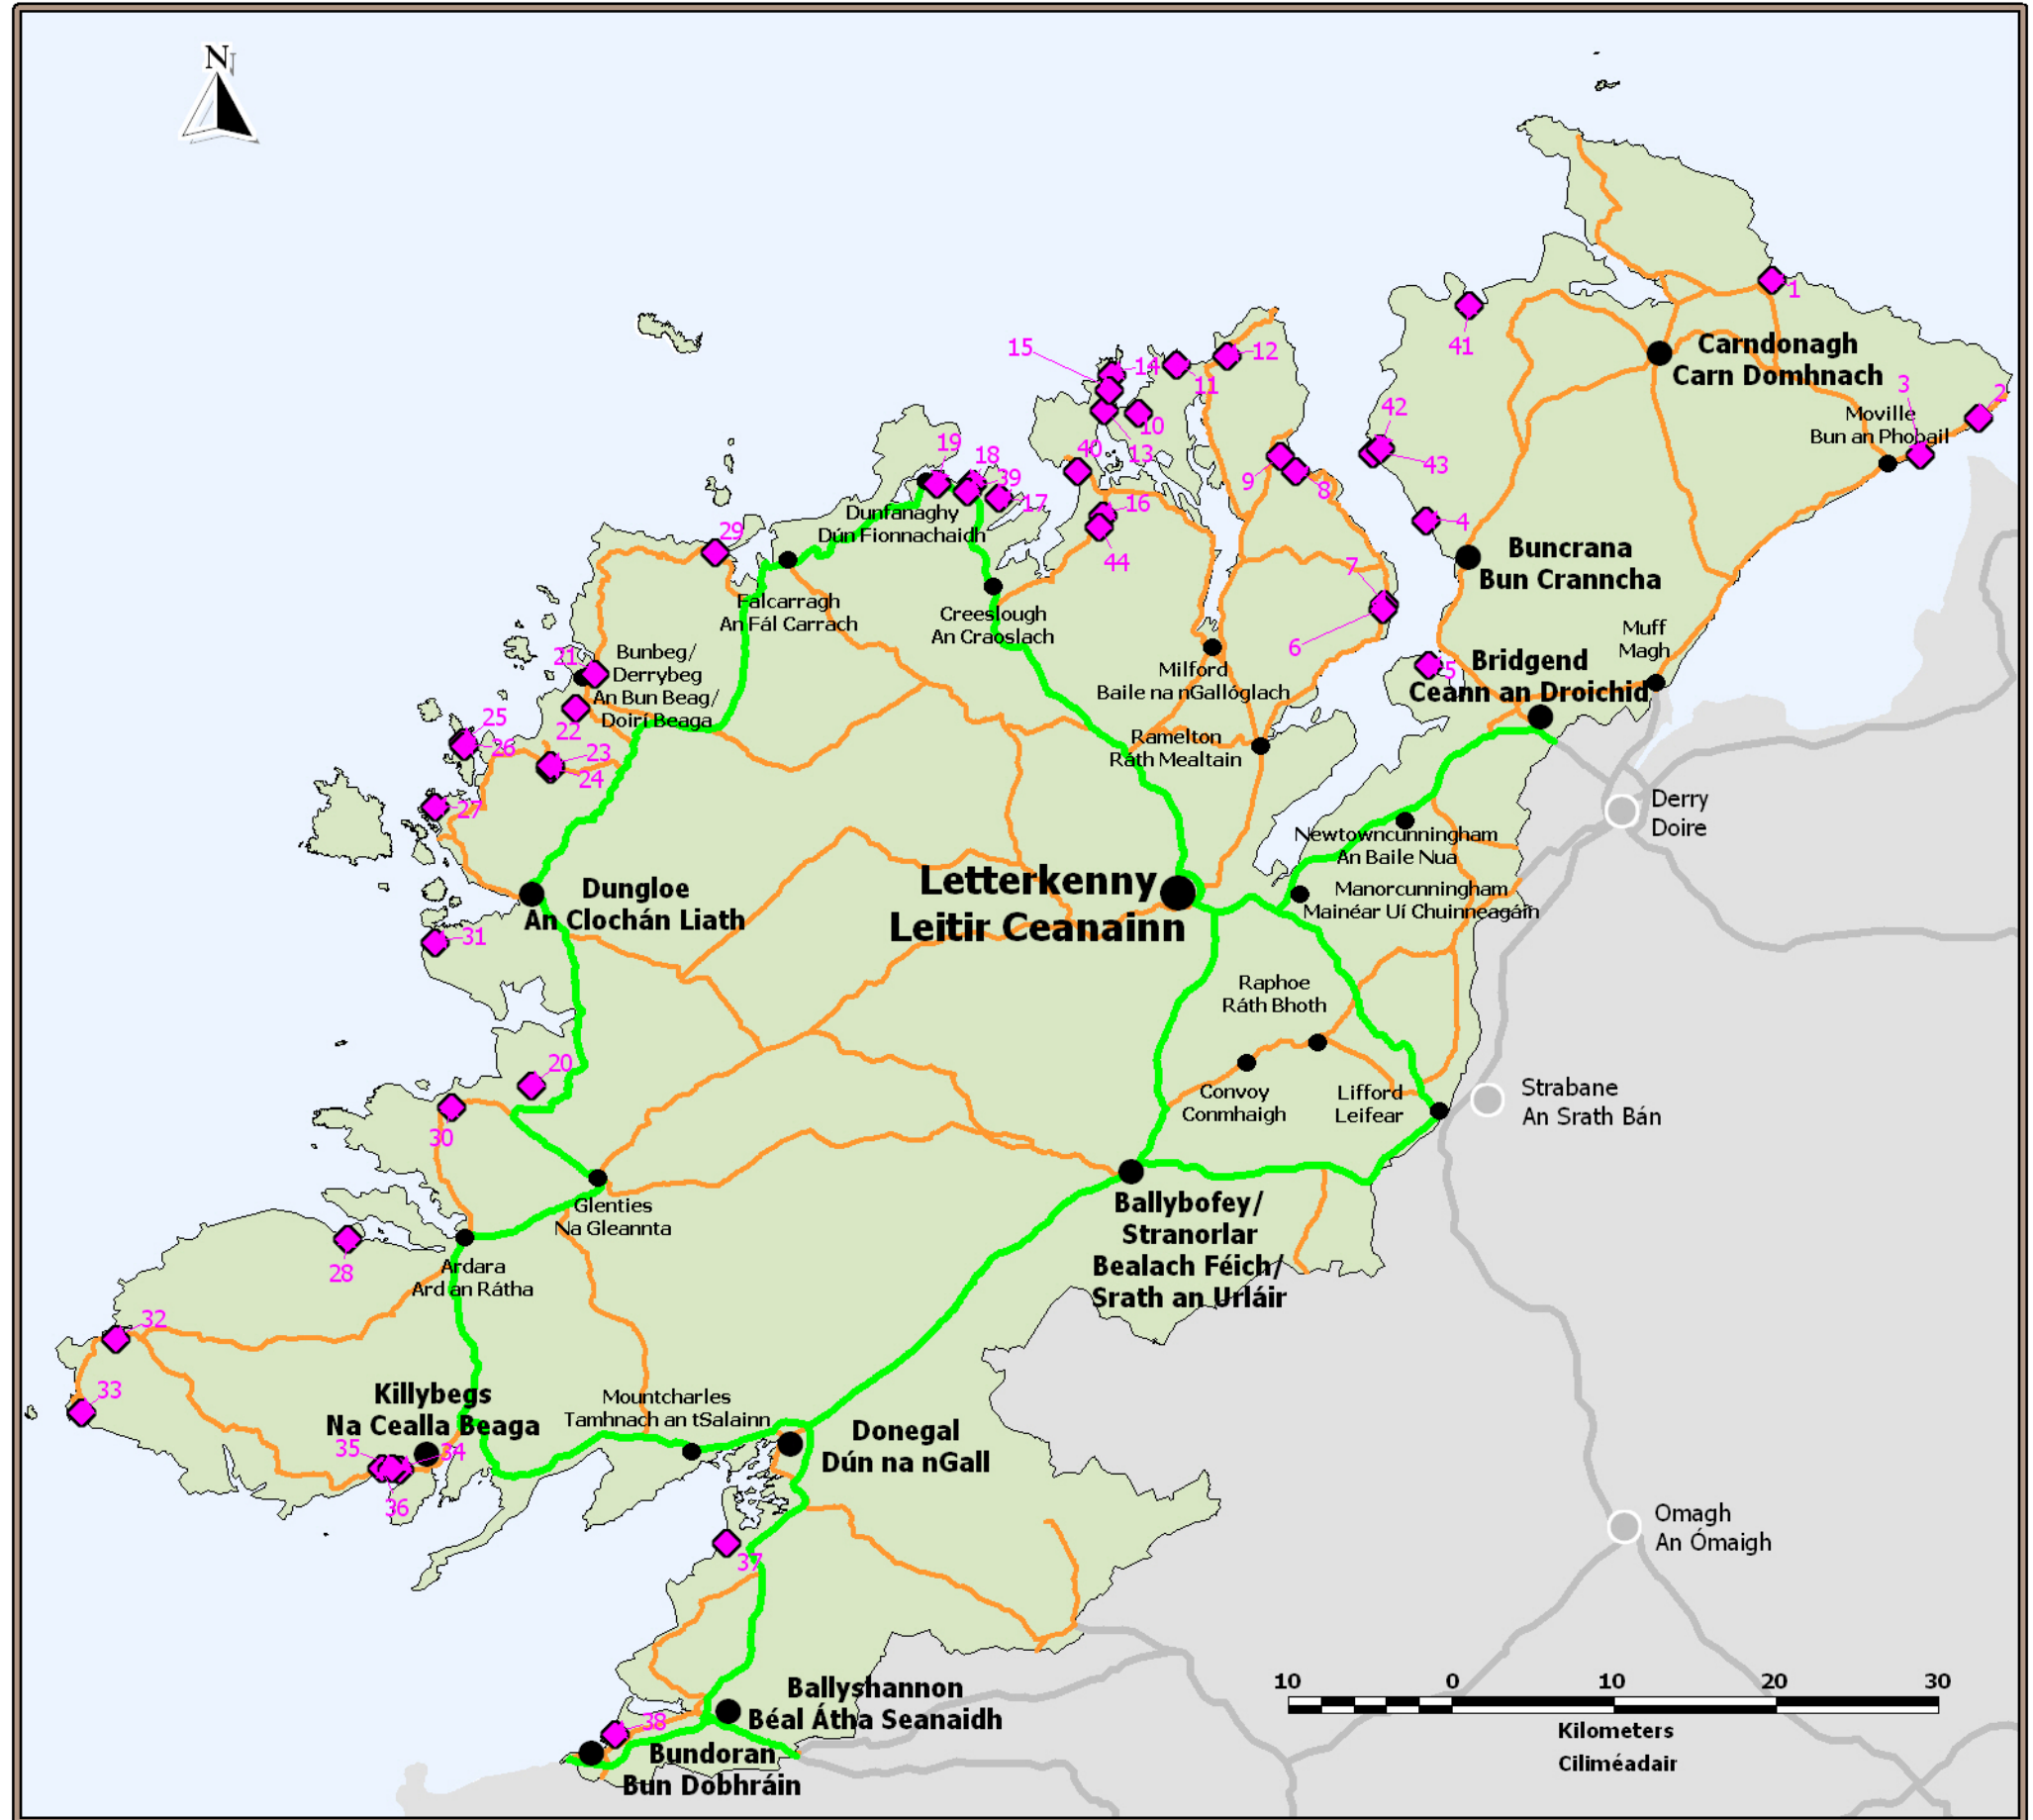 N
1
41
Carndonagh
Carn Domhnach
3
2
Moville
Bun an Phobail
15
14
12
11
10
13
42
43
40
9
8
19
18
39
17
Dunfanaghy
Dún Fionnachaidh
16
44
4
Buncrana
Bun Cranncha
29
7
6
Falcarragh
An Fál Carrach
Creeslough
An Craoslach
Muff
Magh
21
Bunbeg/
Derrybeg
An Bun Beag/
Doirí Beaga
22
Milford
Baile na nGallóglach
5
Bridgend
Ceann an Droichid
25
26
23
24
Ramelton
Ráth Mealtain
27
Derry
Doire
Newtowncunningham
An Baile Nua
Letterkenny
Leitir Ceanainn
Manorcunningham
Mainéar Uí Chuinneagáin
Dungloe
An Clochán Liath
31
Raphoe
Ráth Bhoth
20
30
Convoy
Conmhaigh
Lifford
Leifear
Strabane
An Srath Bán
Glenties
Na Gleannta
Ballybofey/
Stranorlar
Bealach Féich/
Srath an Urláir
28
Ardara
Ard an Rátha
32
33
Killybegs
Na Cealla Beaga
35
34
36
Mountcharles
Tamhnach an tSalainn
Donegal
Dún na nGall
37
Omagh
An Ómaigh
Ballyshannon
Béal Átha Seanaidh
38
Bundoran
Bun Dobhráin
10 0 10 20 30
Kilometers
Ciliméadair